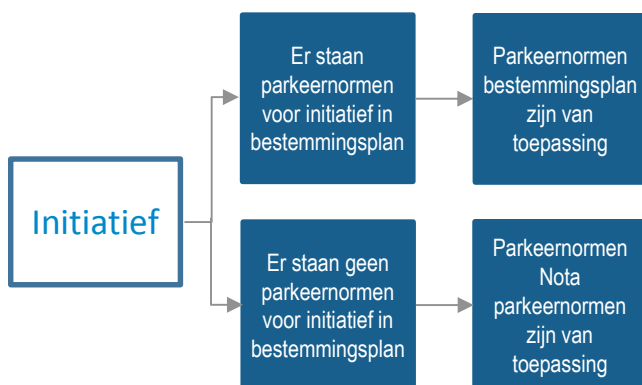 Initiatief
Er staan
parkeernormen
voor initiatief in
bestemmingsplan
Parkeernormen
bestemmingsplan
zijn van
toepassing
Er staan geen
parkeernormen
voor initiatief in
bestemmingsplan
Parkeernormen
Nota
parkeernormen
zijn van
toepassing